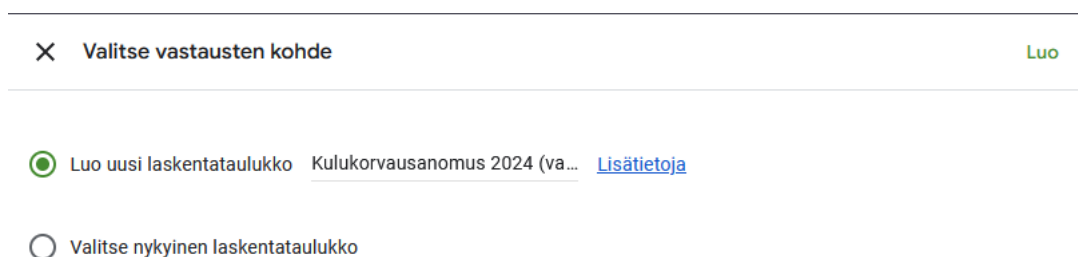 Valitse vastausten kohde Luo
Luo uusi laskentataulukko Kulukorvausanomus 2024 (va... Lisätietoja
Valitse nykyinen laskentataulukko